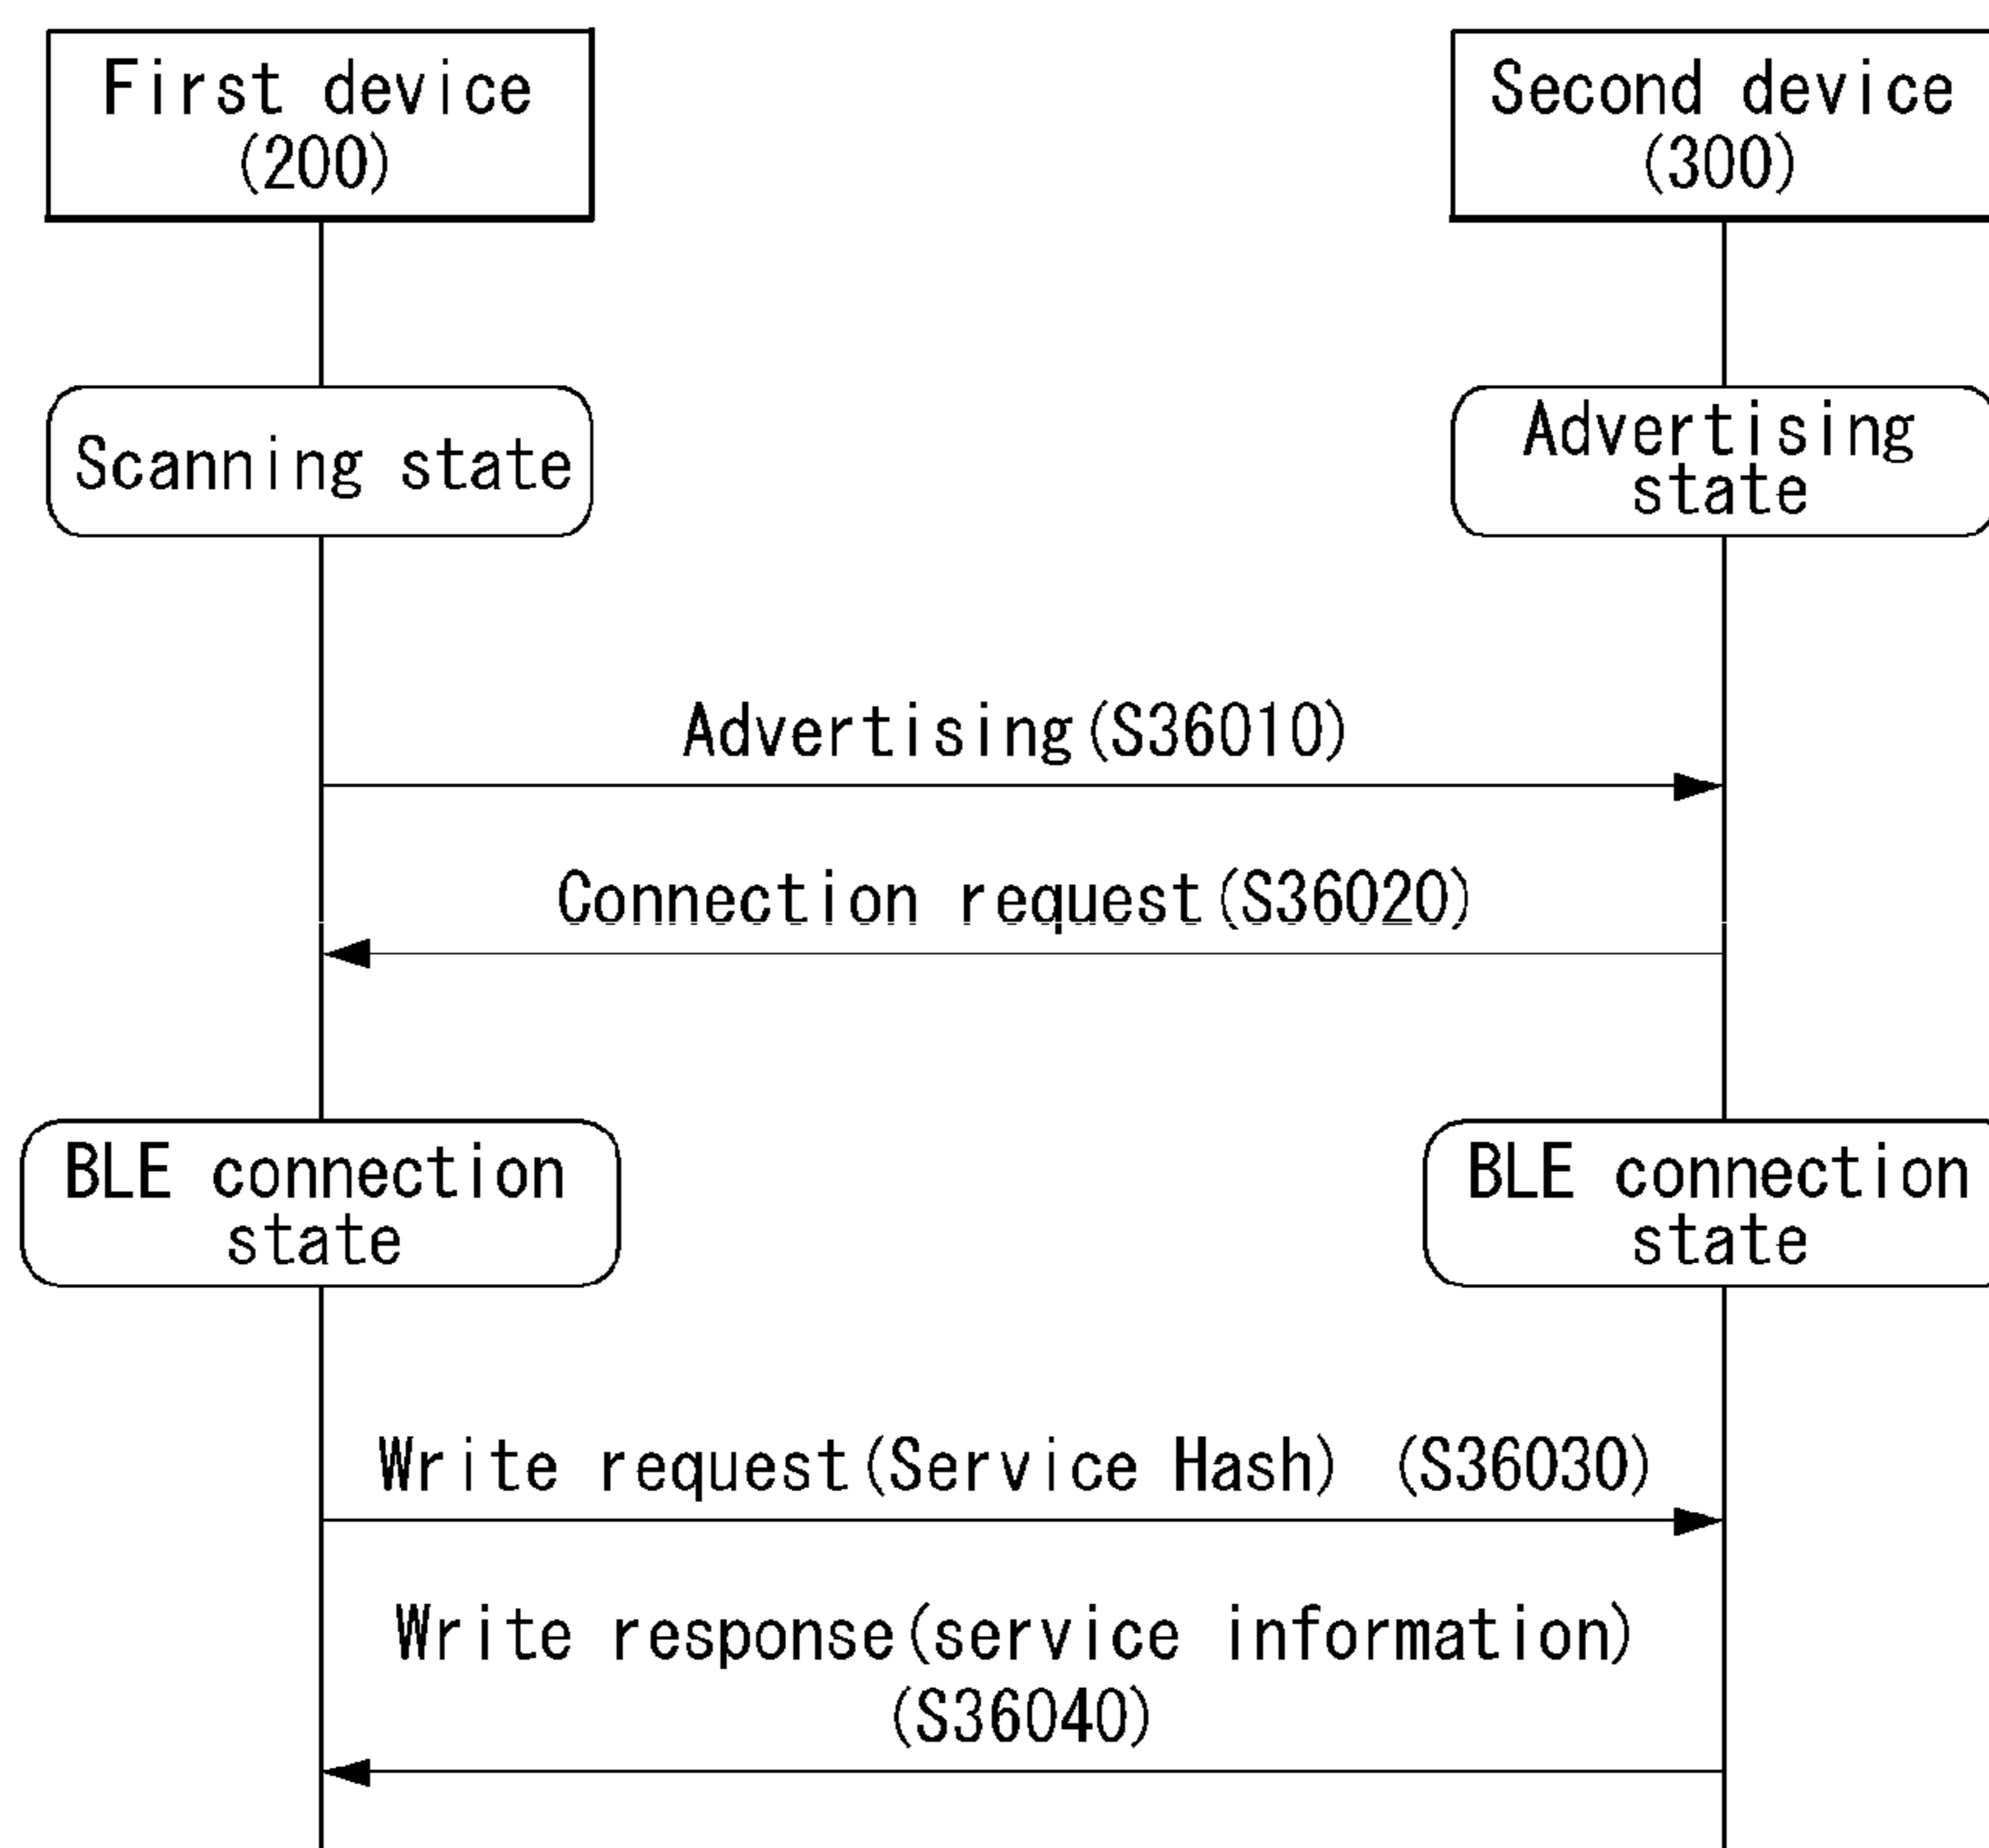 First device
(200)
Second device
(300)
Scanning state
Advertising
state
Advertising(S36010)
Connection request(S36020)
BLE connection
state
BLE connection
state
Write request(Service Hash) (S36030)
Write response(service information)
(S36040)